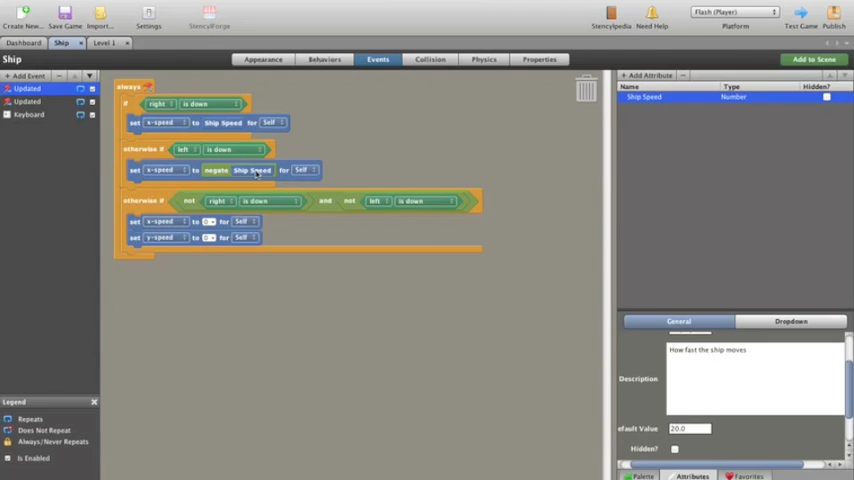 Create New...
Save Game
Import...
Settings
StencylForge
Stencylpedia
Need Help
Flash (Player)
Platform
Test Game
Publish
Dashboard
Ship
Level 1
Ship
Appearance
Behaviors
Events
Collision
Physics
Properties
Add to Scene
+ Add Event
Updated
Updated
Keyboard
always
if right is down
set x-speed to Ship Speed for Self
otherwise if left is down
set x-speed to negate Ship Speed for Self
otherwise if not right is down and not left is down
set x-speed to 0 for Self
set y-speed to 0 for Self
+ Add Attribute
Name Type Hidden?
Ship Speed Number
General
Dropdown
Description
How fast the ship moves
efault Value
20.0
Hidden?
Palette
Attributes
Favorites
Legend
Repeats
Does Not Repeat
Always/Never Repeats
Is Enabled